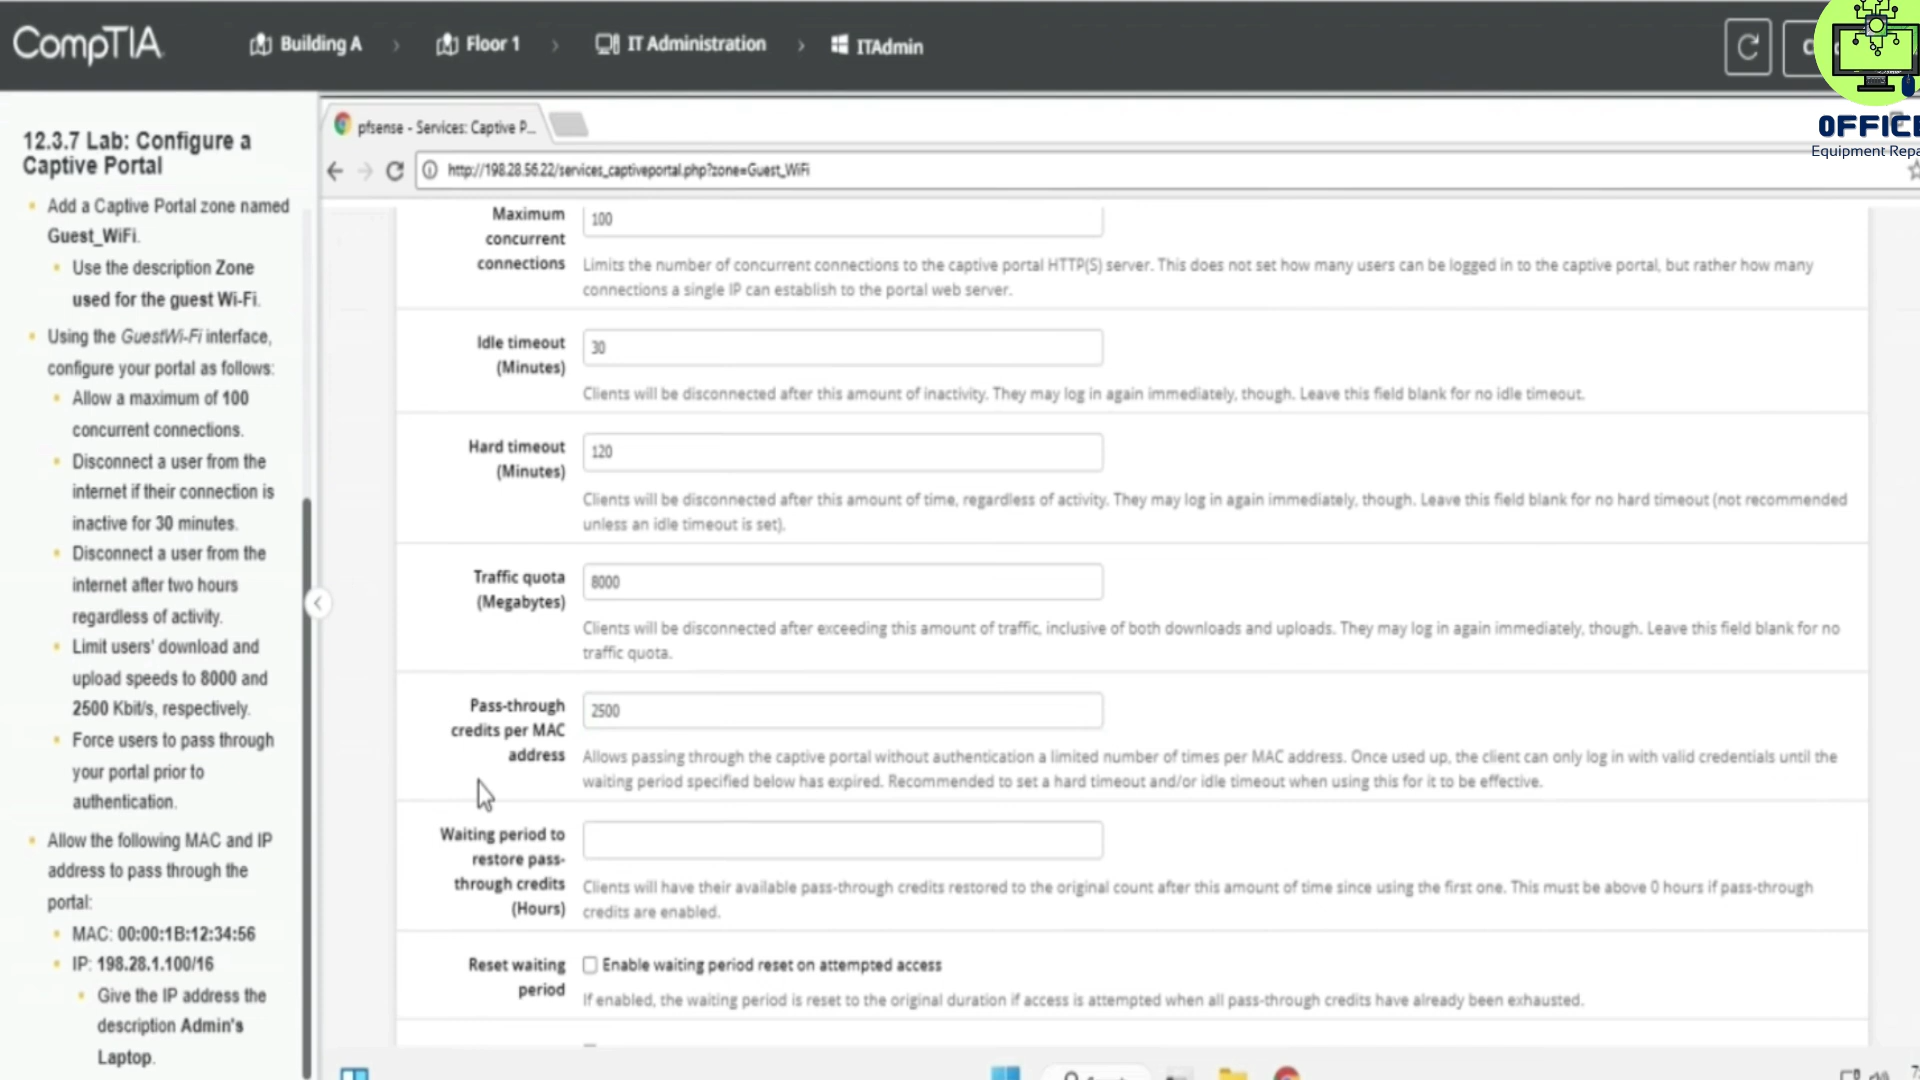 CompTIA
Building A
Floor 1
IT Administration
ITAdmin
OFFICE
Equipment Repa
12.3.7 Lab: Configure a
Captive Portal
Add a Captive Portal zone named
Guest_WiFi.
Use the description Zone
used for the guest Wi-Fi.
Using the GuestWi-Fi interface,
configure your portal as follows:
Allow a maximum of 100
concurrent connections.
Disconnect a user from the
internet if their connection is
inactive for 30 minutes.
Disconnect a user from the
internet after two hours
regardless of activity.
Limit users' download and
upload speeds to 8000 and
2500 Kbit/s, respectively.
Force users to pass through
your portal prior to
authentication.
Allow the following MAC and IP
address to pass through the
portal:
MAC: 00:00:1B:12:34:56
IP: 198.28.1.100/16
Give the IP address the
description Admin's
Laptop.
pfsense - Services: Captive P...
http://198.28.56.22/services_captiveportal.php?zone=Guest_WiFi
Maximum
concurrent
connections
100
Limits the number of concurrent connections to the captive portal HTTP(S) server. This does not set how many users can be logged in to the captive portal, but rather how many
connections a single IP can establish to the portal web server.
Idle timeout
(Minutes)
30
Clients will be disconnected after this amount of inactivity. They may log in again immediately, though. Leave this field blank for no idle timeout.
Hard timeout
(Minutes)
120
Clients will be disconnected after this amount of time, regardless of activity. They may log in again immediately, though. Leave this field blank for no hard timeout (not recommended
unless an idle timeout is set).
Traffic quota
(Megabytes)
8000
Clients will be disconnected after exceeding this amount of traffic, inclusive of both downloads and uploads. They may log in again immediately, though. Leave this field blank for no
traffic quota.
Pass-through
credits per MAC
address
2500
Allows passing through the captive portal without authentication a limited number of times per MAC address. Once used up, the client can only log in with valid credentials until the
waiting period specified below has expired. Recommended to set a hard timeout and/or idle timeout when using this for it to be effective.
Waiting period to
restore pass-
through credits
(Hours)
Clients will have their available pass-through credits restored to the original count after this amount of time since using the first one. This must be above 0 hours if pass-through
credits are enabled.
Reset waiting
period
Enable waiting period reset on attempted access
If enabled, the waiting period is reset to the original duration if access is attempted when all pass-through credits have already been exhausted.